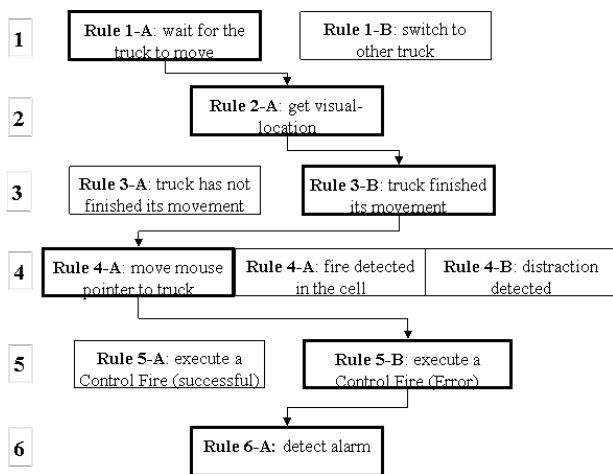 1
Rule 1-A: wait for the
truck to move
Rule 1-B: switch to
other truck
2
Rule 2-A: get visual-
location
3
Rule 3-A: truck has not
finished its movement
Rule 3-B: truck finished
its movement
4
Rule 4-A: move mouse
pointer to truck
Rule 4-A: fire detected
in the cell
Rule 4-B: distraction
detected
5
Rule 5-A: execute a
Control Fire (successful)
Rule 5-B: execute a
Control Fire (Error)
6
Rule 6-A: detect alarm